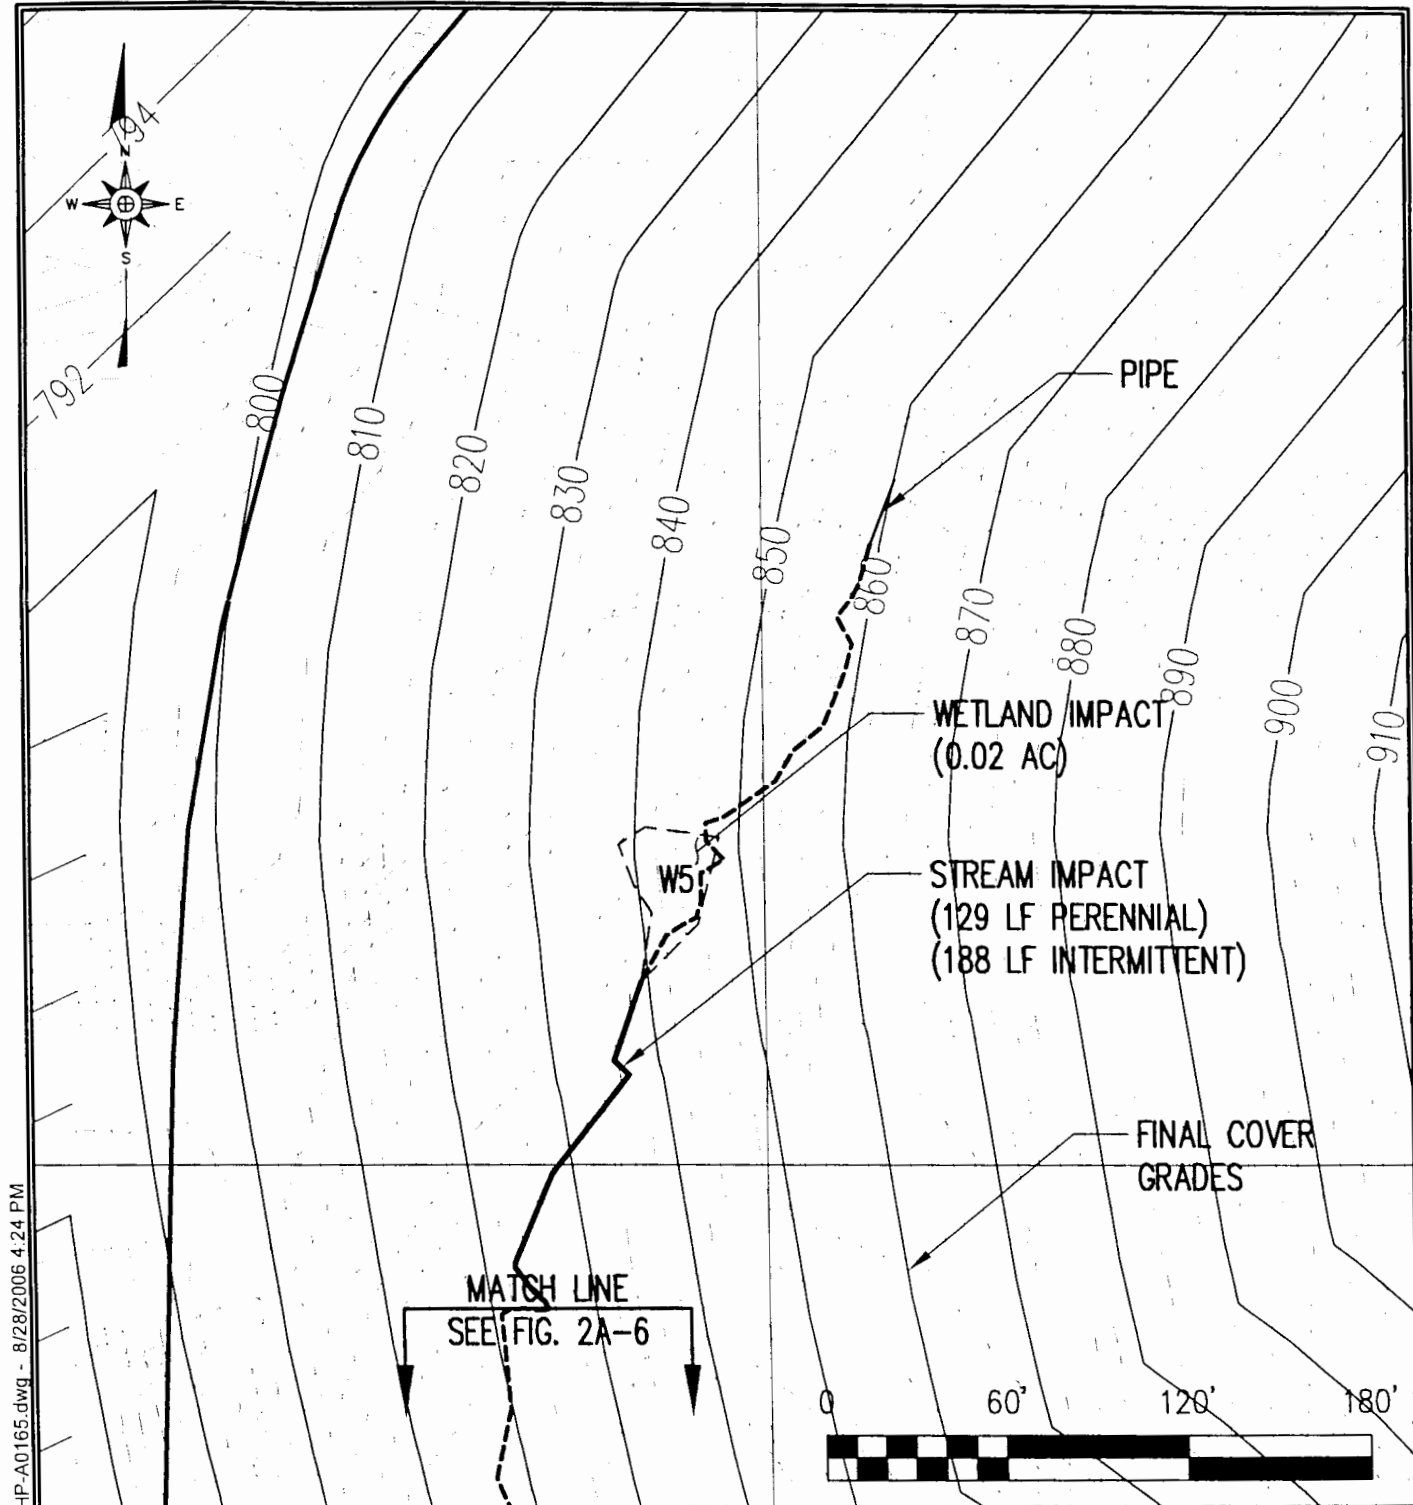 794
N
W E
S
792
800
810
820
830
840
850
860
870
880
890
900
910
PIPE
WETLAND IMPACT
(0.02 AC)
W5
STREAM IMPACT
(129 LF PERENNIAL)
(188 LF INTERMITTENT)
FINAL COVER
GRADES
MATCH LINE
SEE FIG. 2A-6
0 60' 120' 180'
HP-A0165.dwg - 8/28/2006 4:24 PM